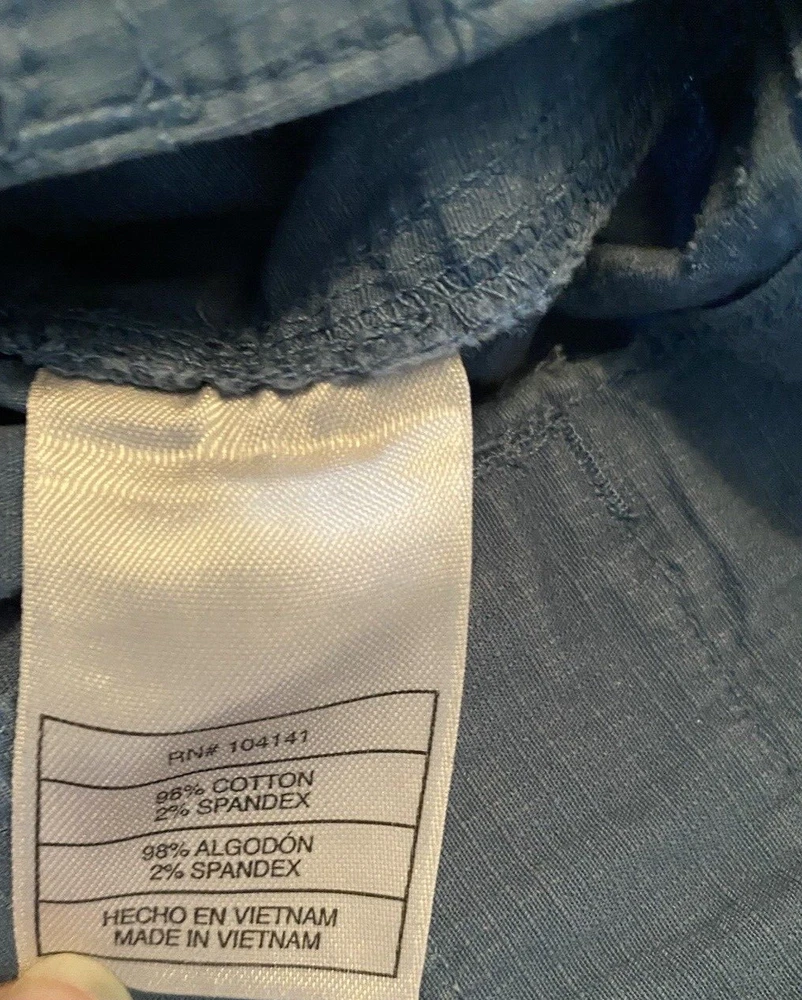 RN# 104141
98% COTTON
2% SPANDEX
98% ALGODÓN
2% SPANDEX
HECHO EN VIETNAM
MADE IN VIETNAM